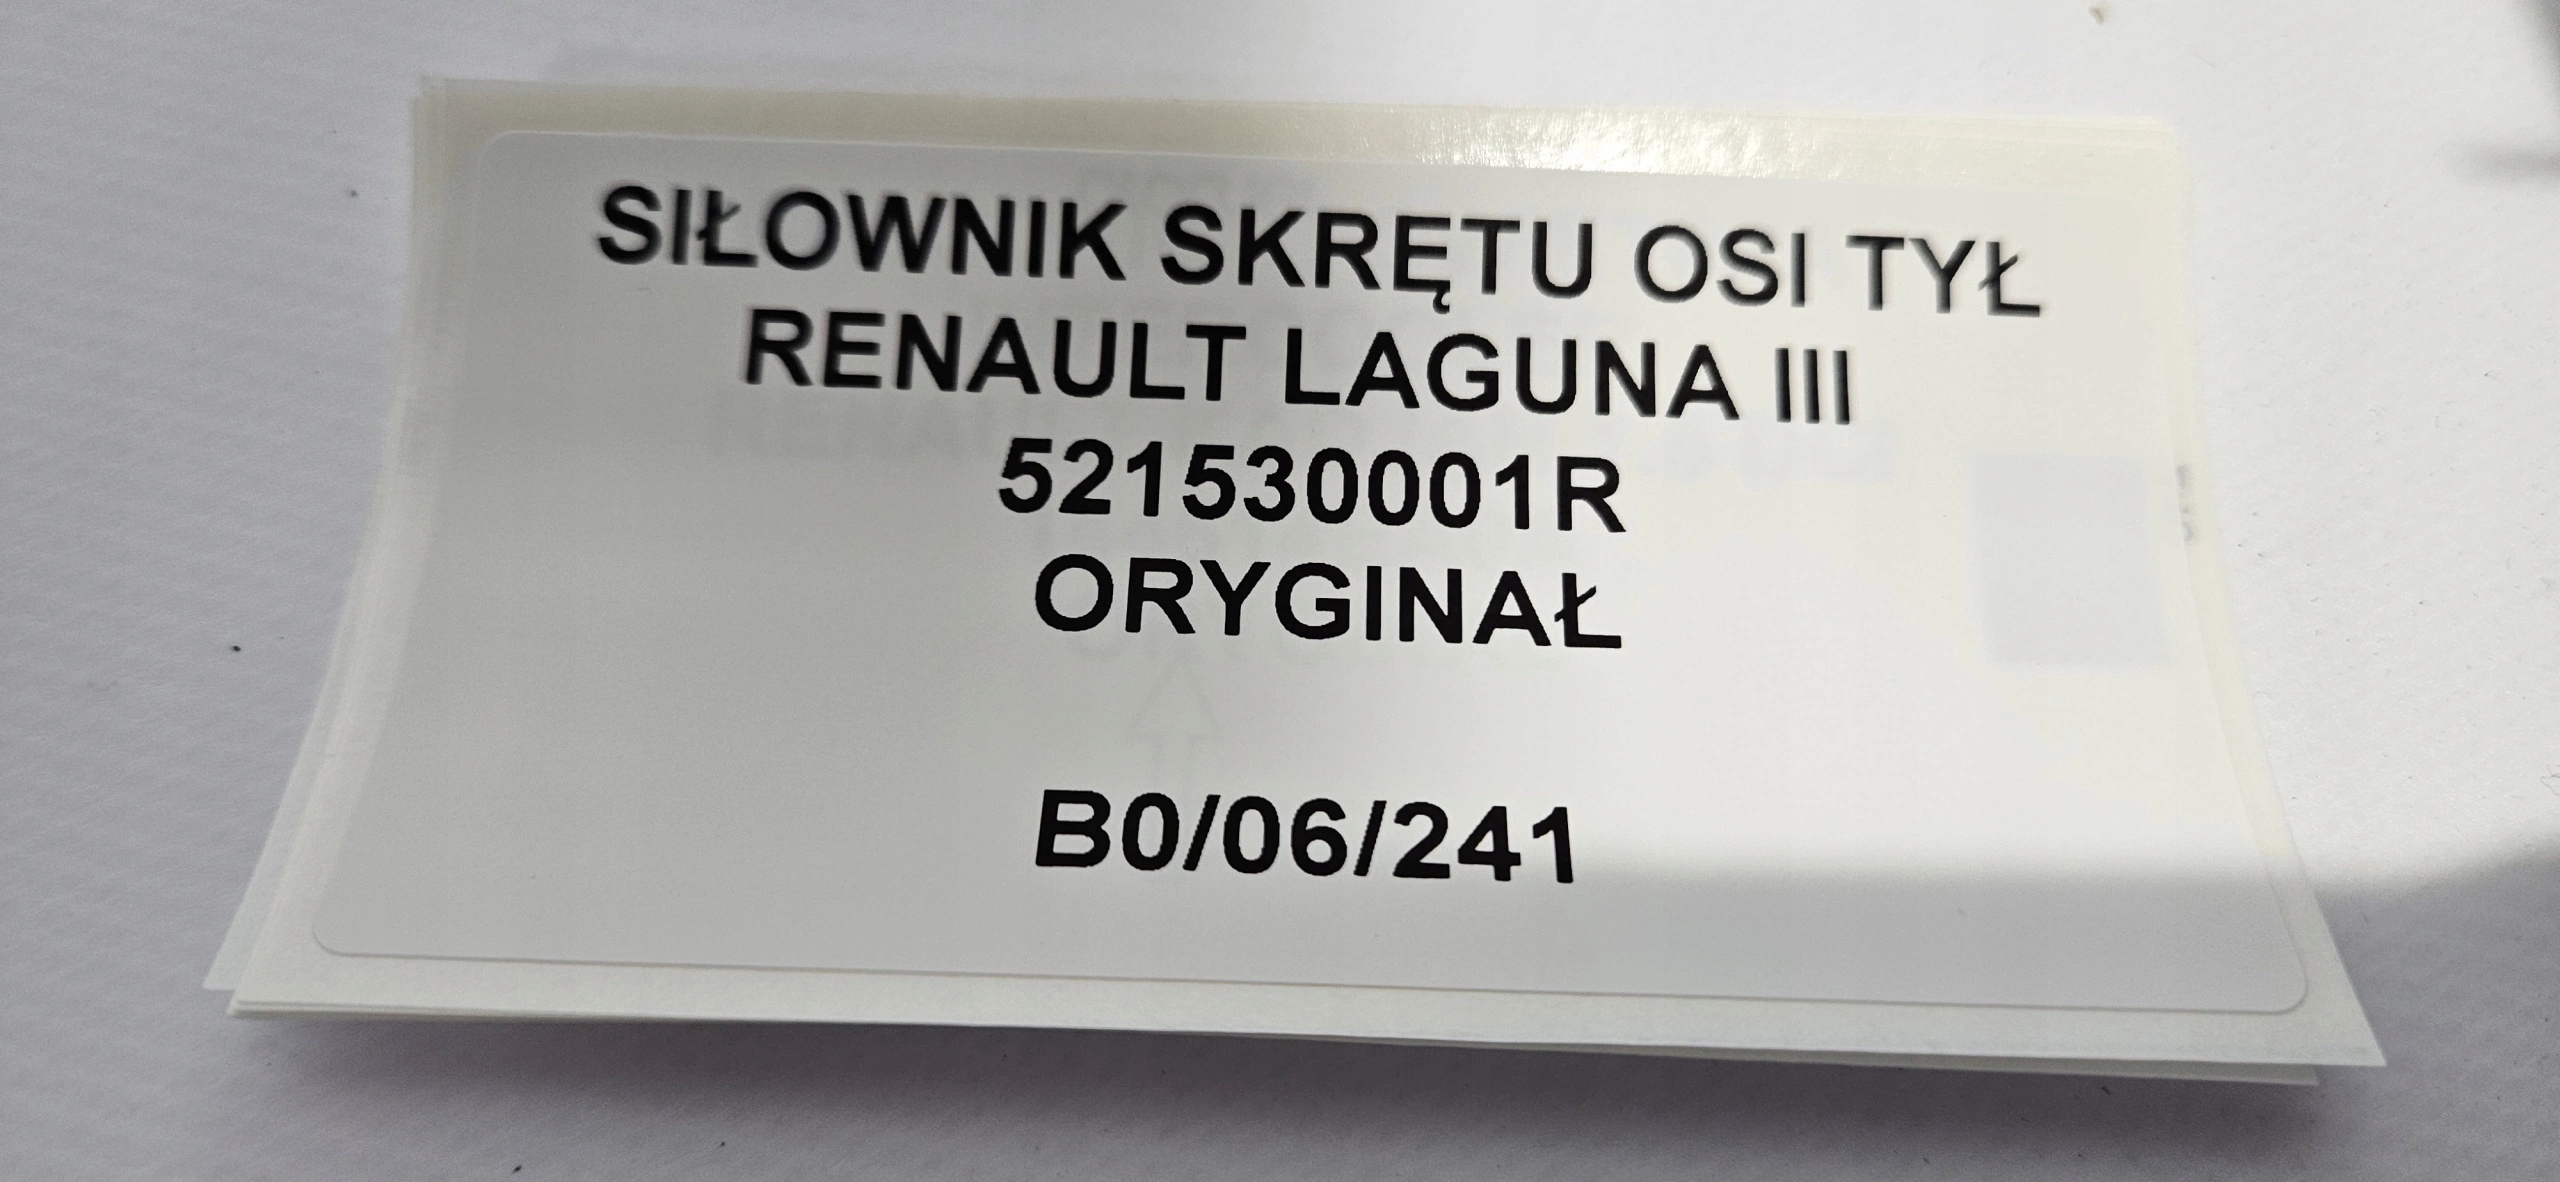 SIŁOWNIK SKRĘTU OSI TYŁ
RENAULT LAGUNA III
521530001R
ORYGINAŁ
B0/06/241